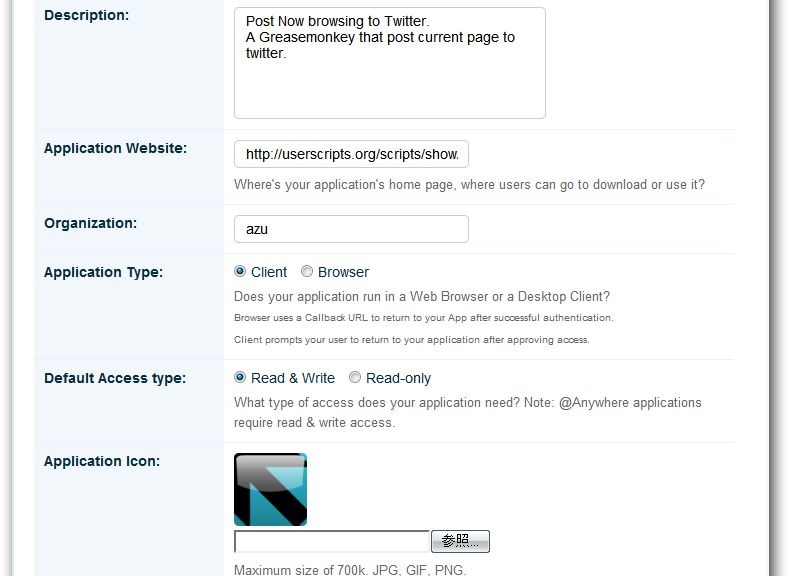 Description:
Post Now browsing to Twitter.
A Greasemonkey that post current page to
twitter.
Application Website:
http://userscripts.org/scripts/show.
Where's your application's home page, where users can go to download or use it?
Organization:
azu
Application Type:
Client Browser
Does your application run in a Web Browser or a Desktop Client?
Browser uses a Callback URL to return to your App after successful authentication.
Client prompts your user to return to your application after approving access.
Default Access type:
Read & Write Read-only
What type of access does your application need? Note: @Anywhere applications
require read & write access.
Application Icon:
参照...
Maximum size of 700k. JPG, GIF, PNG.